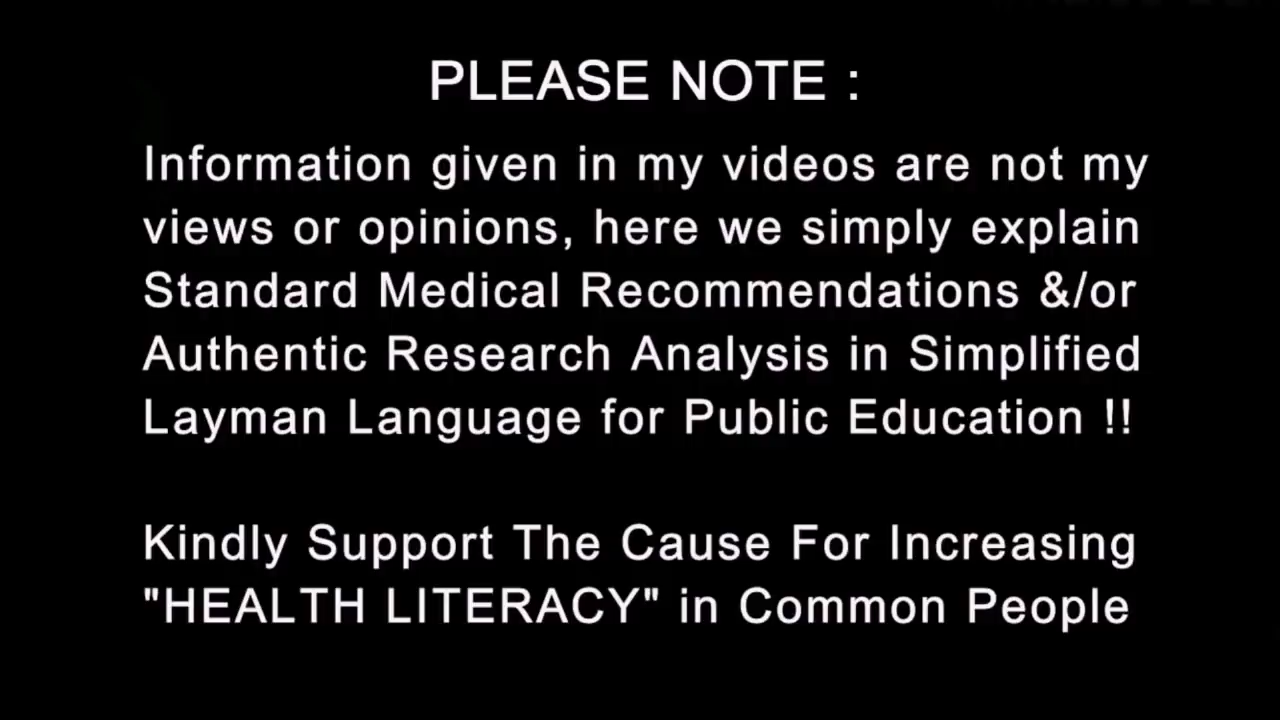 PLEASE NOTE :
Information given in my videos are not my
views or opinions, here we simply explain
Standard Medical Recommendations &/or
Authentic Research Analysis in Simplified
Layman Language for Public Education !!
Kindly Support The Cause For Increasing
"HEALTH LITERACY" in Common People